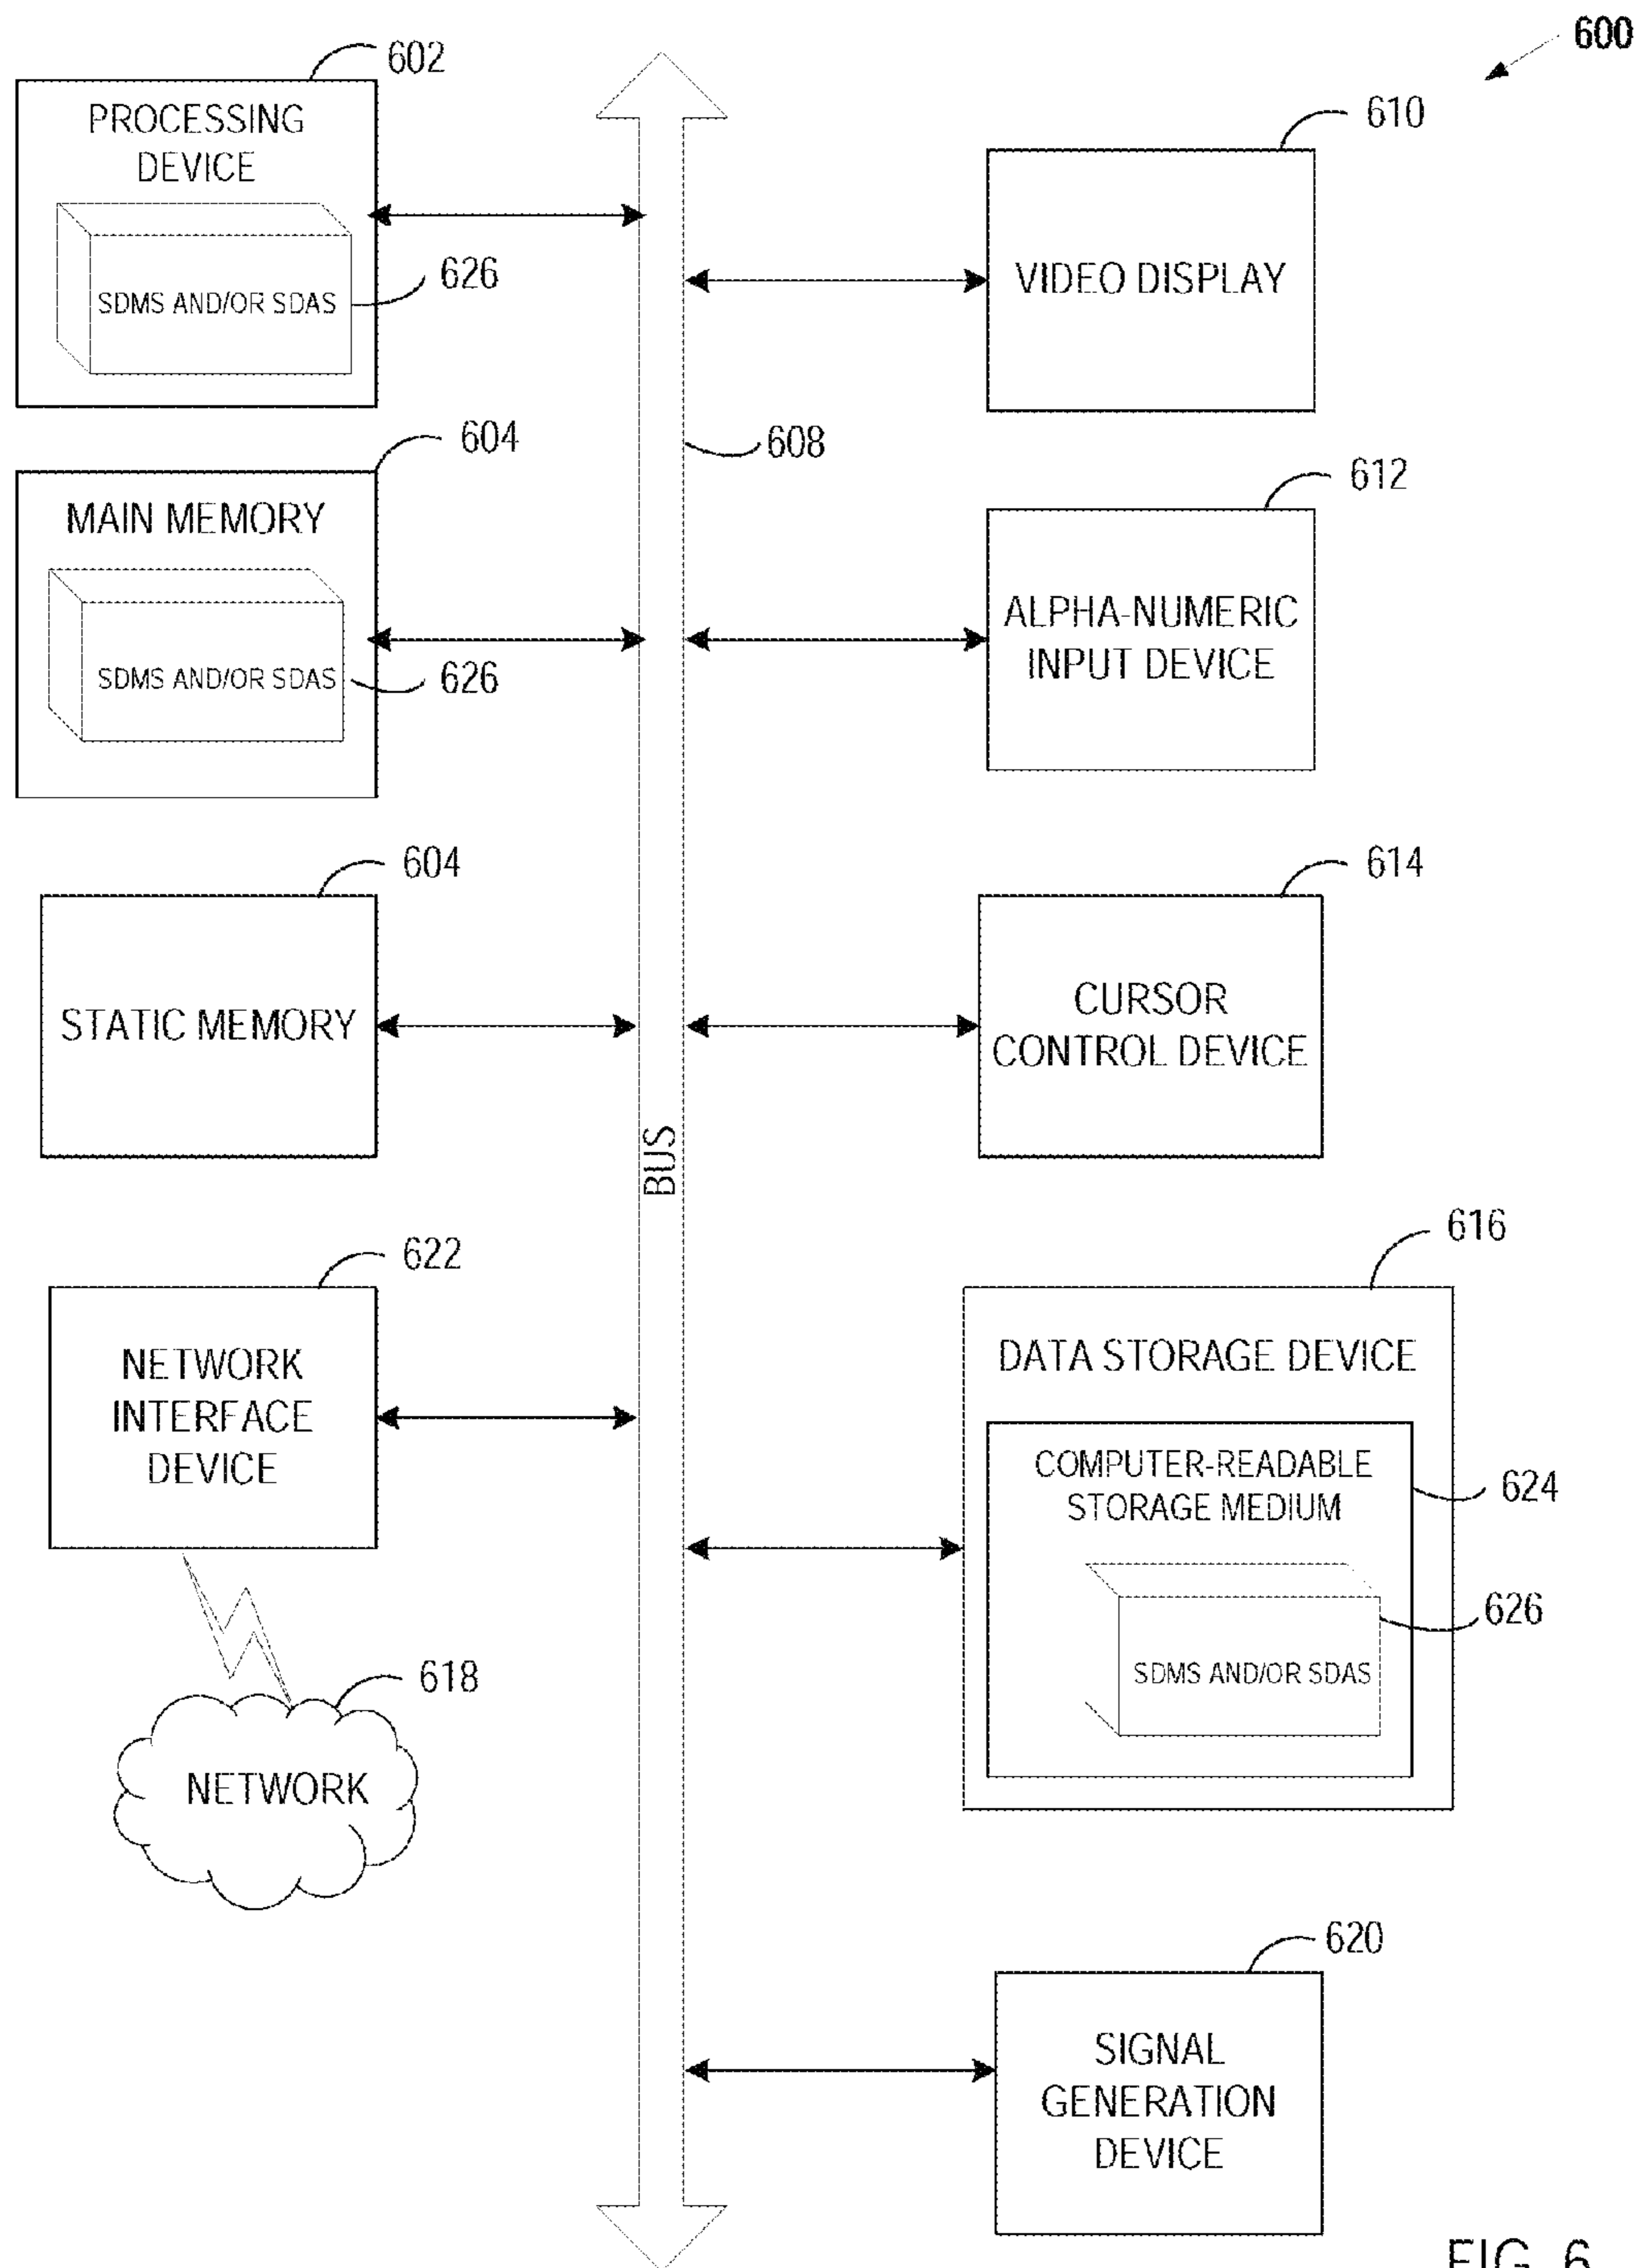 600
602
PROCESSING
DEVICE
SDMS AND/OR SDAS
626
610
VIDEO DISPLAY
608
604
MAIN MEMORY
SDMS AND/OR SDAS
626
612
ALPHA-NUMERIC
INPUT DEVICE
604
STATIC MEMORY
614
CURSOR
CONTROL DEVICE
BUS
622
NETWORK
INTERFACE
DEVICE
616
DATA STORAGE DEVICE
COMPUTER-READABLE
STORAGE MEDIUM
624
SDMS AND/OR SDAS
626
618
NETWORK
620
SIGNAL
GENERATION
DEVICE
FIG. 6